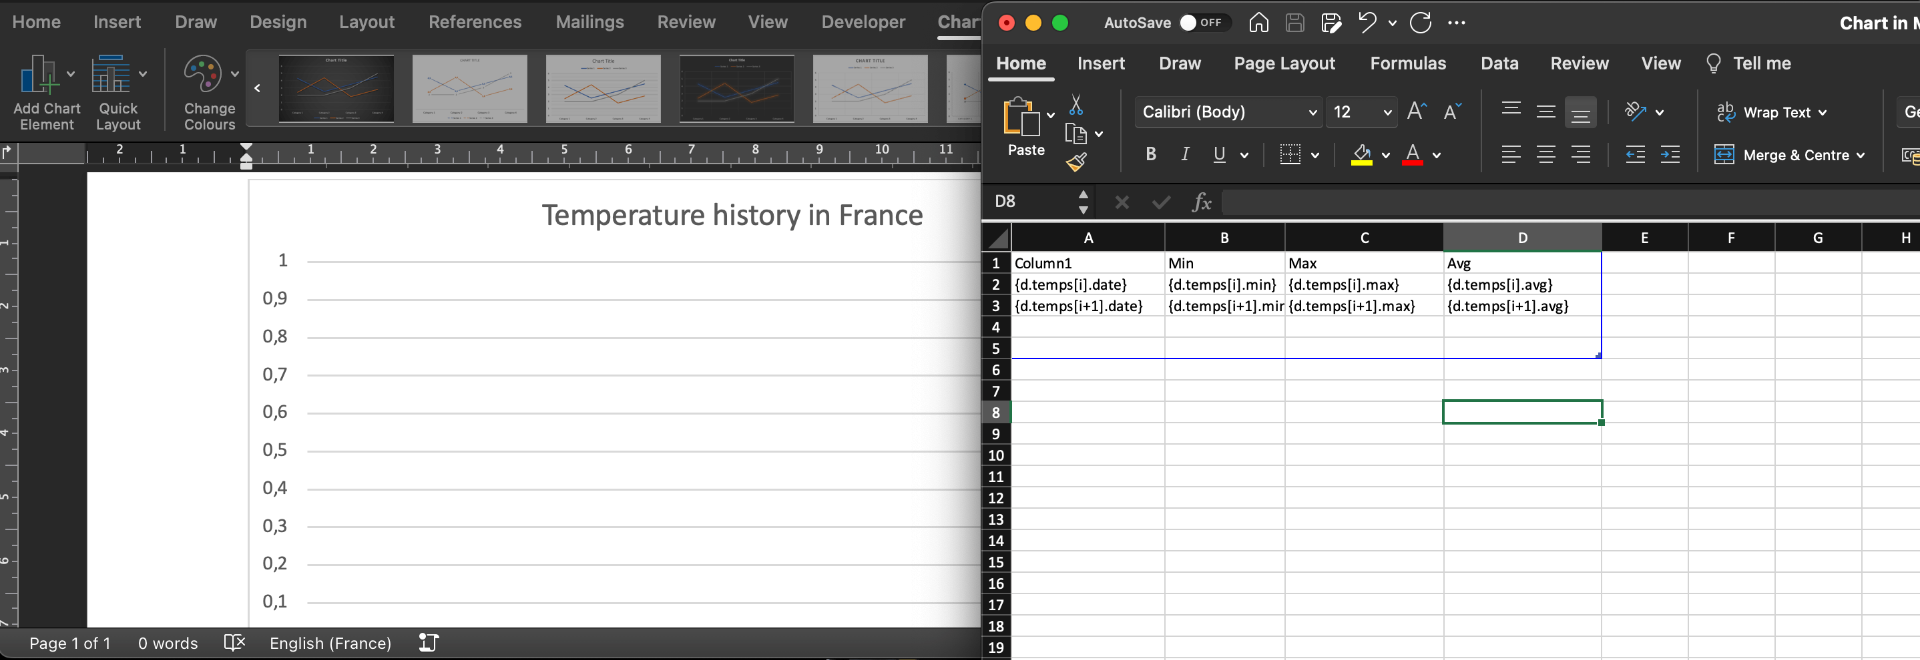 Home Insert Draw Design Layout References Mailings Review View Developer Char
Add Chart Element
Quick Layout
Change Colours
2 1 1 2 3 4 5 6 7 8 9 10 11
Temperature history in France
1
0,9
0,8
0,7
0,6
0,5
0,4
0,3
0,2
0,1
Page 1 of 1 0 words English (France)
AutoSave OFF Chart in M
Home Insert Draw Page Layout Formulas Data Review View Tell me
Paste
Calibri (Body) 12
B I U
Wrap Text
Merge & Centre
Ge
D8 fx
A B C D E F G H
1 Column1 Min Max Avg
2 {d.temps[i].date} {d.temps[i].min} {d.temps[i].max} {d.temps[i].avg}
3 {d.temps[i+1].date} {d.temps[i+1].mir {d.temps[i+1].max} {d.temps[i+1].avg}
4
5
6
7
8
9
10
11
12
13
14
15
16
17
18
19